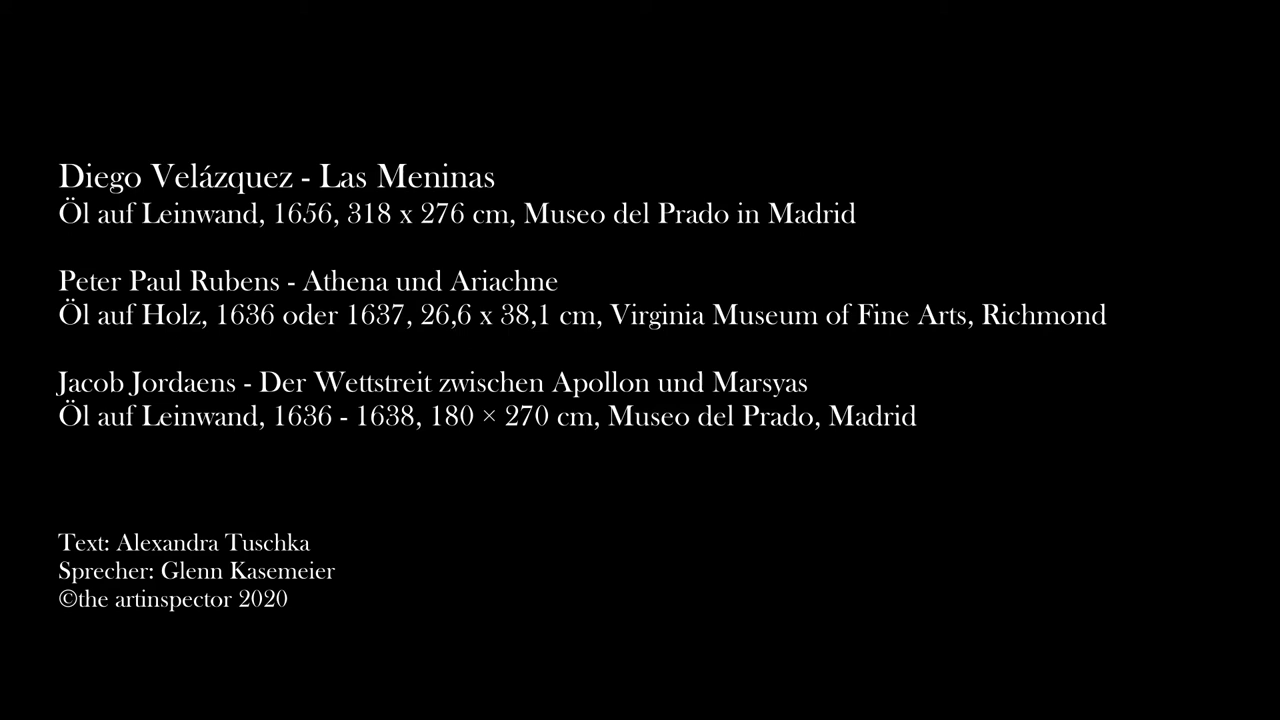 Diego Velázquez - Las Meninas
Öl auf Leinwand, 1656, 318 x 276 cm, Museo del Prado in Madrid
Peter Paul Rubens - Athena und Ariachne
Öl auf Holz, 1636 oder 1637, 26,6 x 38,1 cm, Virginia Museum of Fine Arts, Richmond
Jacob Jordaens - Der Wettstreit zwischen Apollon und Marsyas
Öl auf Leinwand, 1636 - 1638, 180 × 270 cm, Museo del Prado, Madrid
Text: Alexandra Tuschka
Sprecher: Glenn Kasemeier
©the artinspector 2020